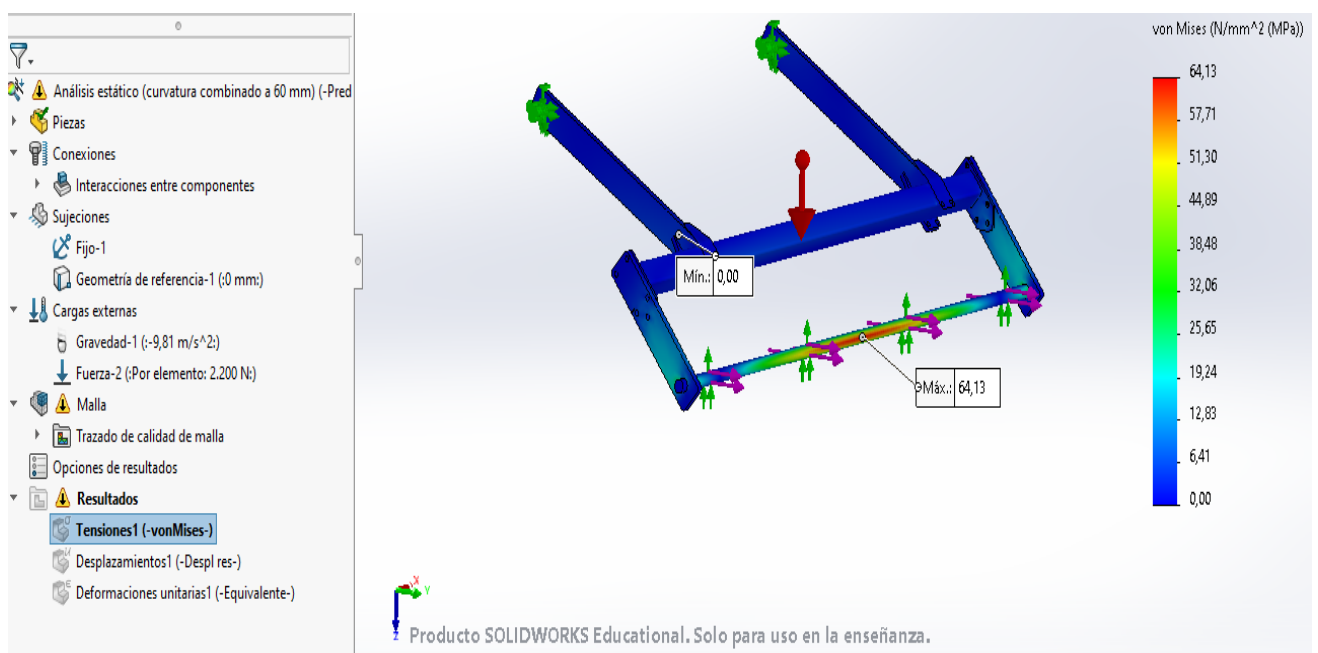 Análisis estático (curvatura combinado a 60 mm) (-Pred
Piezas
Conexiones
Interacciones entre componentes
Sujeciones
Fijo-1
Geometría de referencia-1 (:0 mm:)
Cargas externas
Gravedad-1 (:-9,81 m/s^2:)
Fuerza-2 (:Por elemento: 2.200 N:)
Malla
Trazado de calidad de malla
Opciones de resultados
Resultados
Tensiones1 (-vonMises-)
Desplazamientos1 (-Despl res-)
Deformaciones unitarias1 (-Equivalente-)
von Mises (N/mm^2 (MPa))
64,13
57,71
51,30
44,89
38,48
32,06
25,65
19,24
12,83
6,41
0,00
Mín.: 0,00
Máx.: 64,13
X
Y
Z
Producto SOLIDWORKS Educational. Solo para uso en la enseñanza.